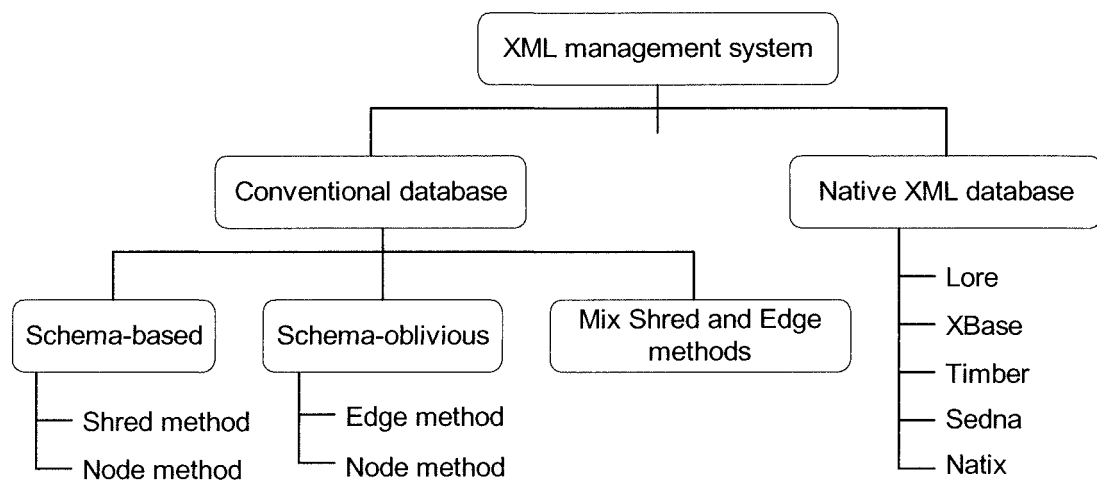 XML management system
Conventional database
Native XML database
Schema-based
Schema-oblivious
Mix Shred and Edge
methods
Shred method
Node method
Edge method
Node method
Lore
XBase
Timber
Sedna
Natix